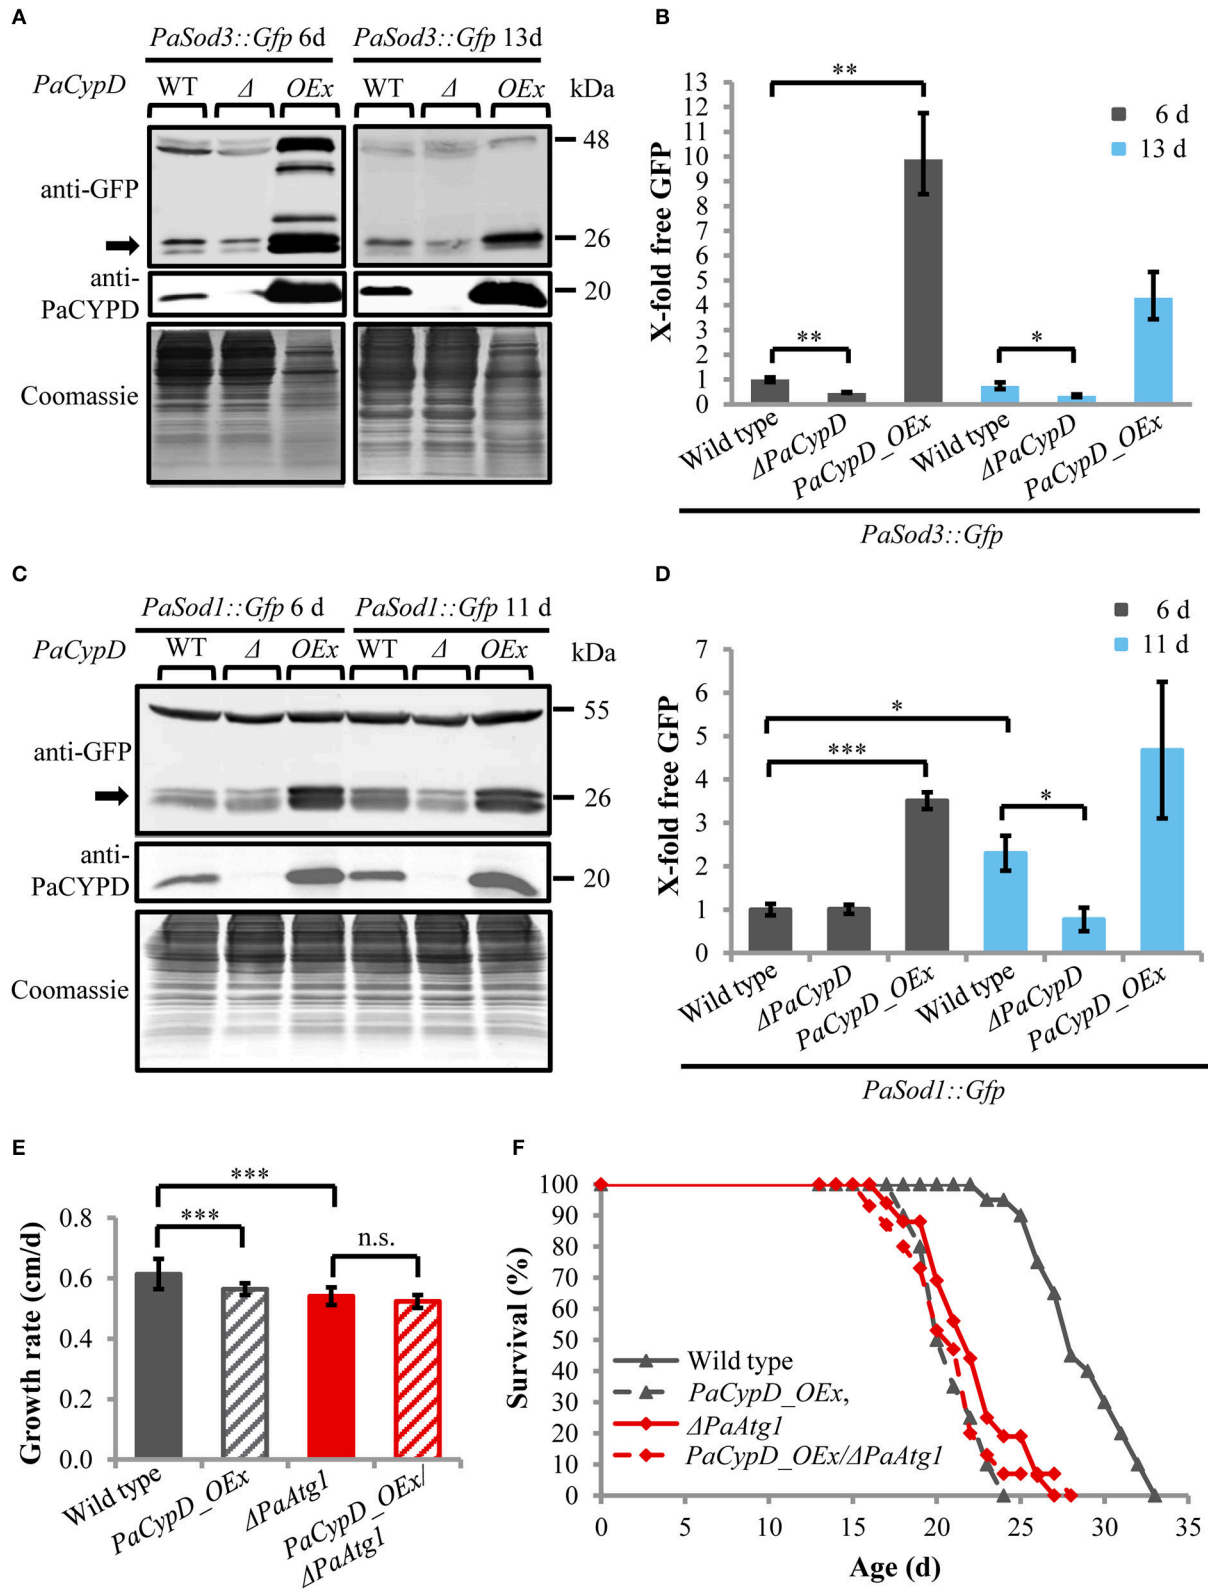 A
PaSod3::Gfp 6d PaSod3::Gfp 13d
PaCypD WT Δ OEx WT Δ OEx kDa
anti-GFP
48
26
anti-
PaCYPD
20
Coomassie
B
X-fold free GFP
13
12
11
10
9
8
7
6
5
4
3
2
1
0
**
**
*
6 d
13 d
Wild type
ΔPaCypD
PaCypD_OEx
Wild type
ΔPaCypD
PaCypD_OEx
PaSod3::Gfp
C
PaSod1::Gfp 6 d PaSod1::Gfp 11 d
PaCypD WT Δ OEx WT Δ OEx kDa
anti-GFP
55
26
anti-
PaCYPD
20
Coomassie
D
X-fold free GFP
7
6
5
4
3
2
1
0
*
***
*
6 d
11 d
Wild type
ΔPaCypD
PaCypD_OEx
Wild type
ΔPaCypD
PaCypD_OEx
PaSod1::Gfp
E
Growth rate (cm/d)
0.8
0.6
0.4
0.2
0.0
***
***
n.s.
Wild type
PaCypD_OEx
ΔPaAtg1
PaCypD_OEx/
ΔPaAtg1
F
Survival (%)
100
90
80
70
60
50
40
30
20
10
0
Wild type
PaCypD_OEx,
ΔPaAtg1
PaCypD_OEx/ΔPaAtg1
0 5 10 15 20 25 30 35
Age (d)